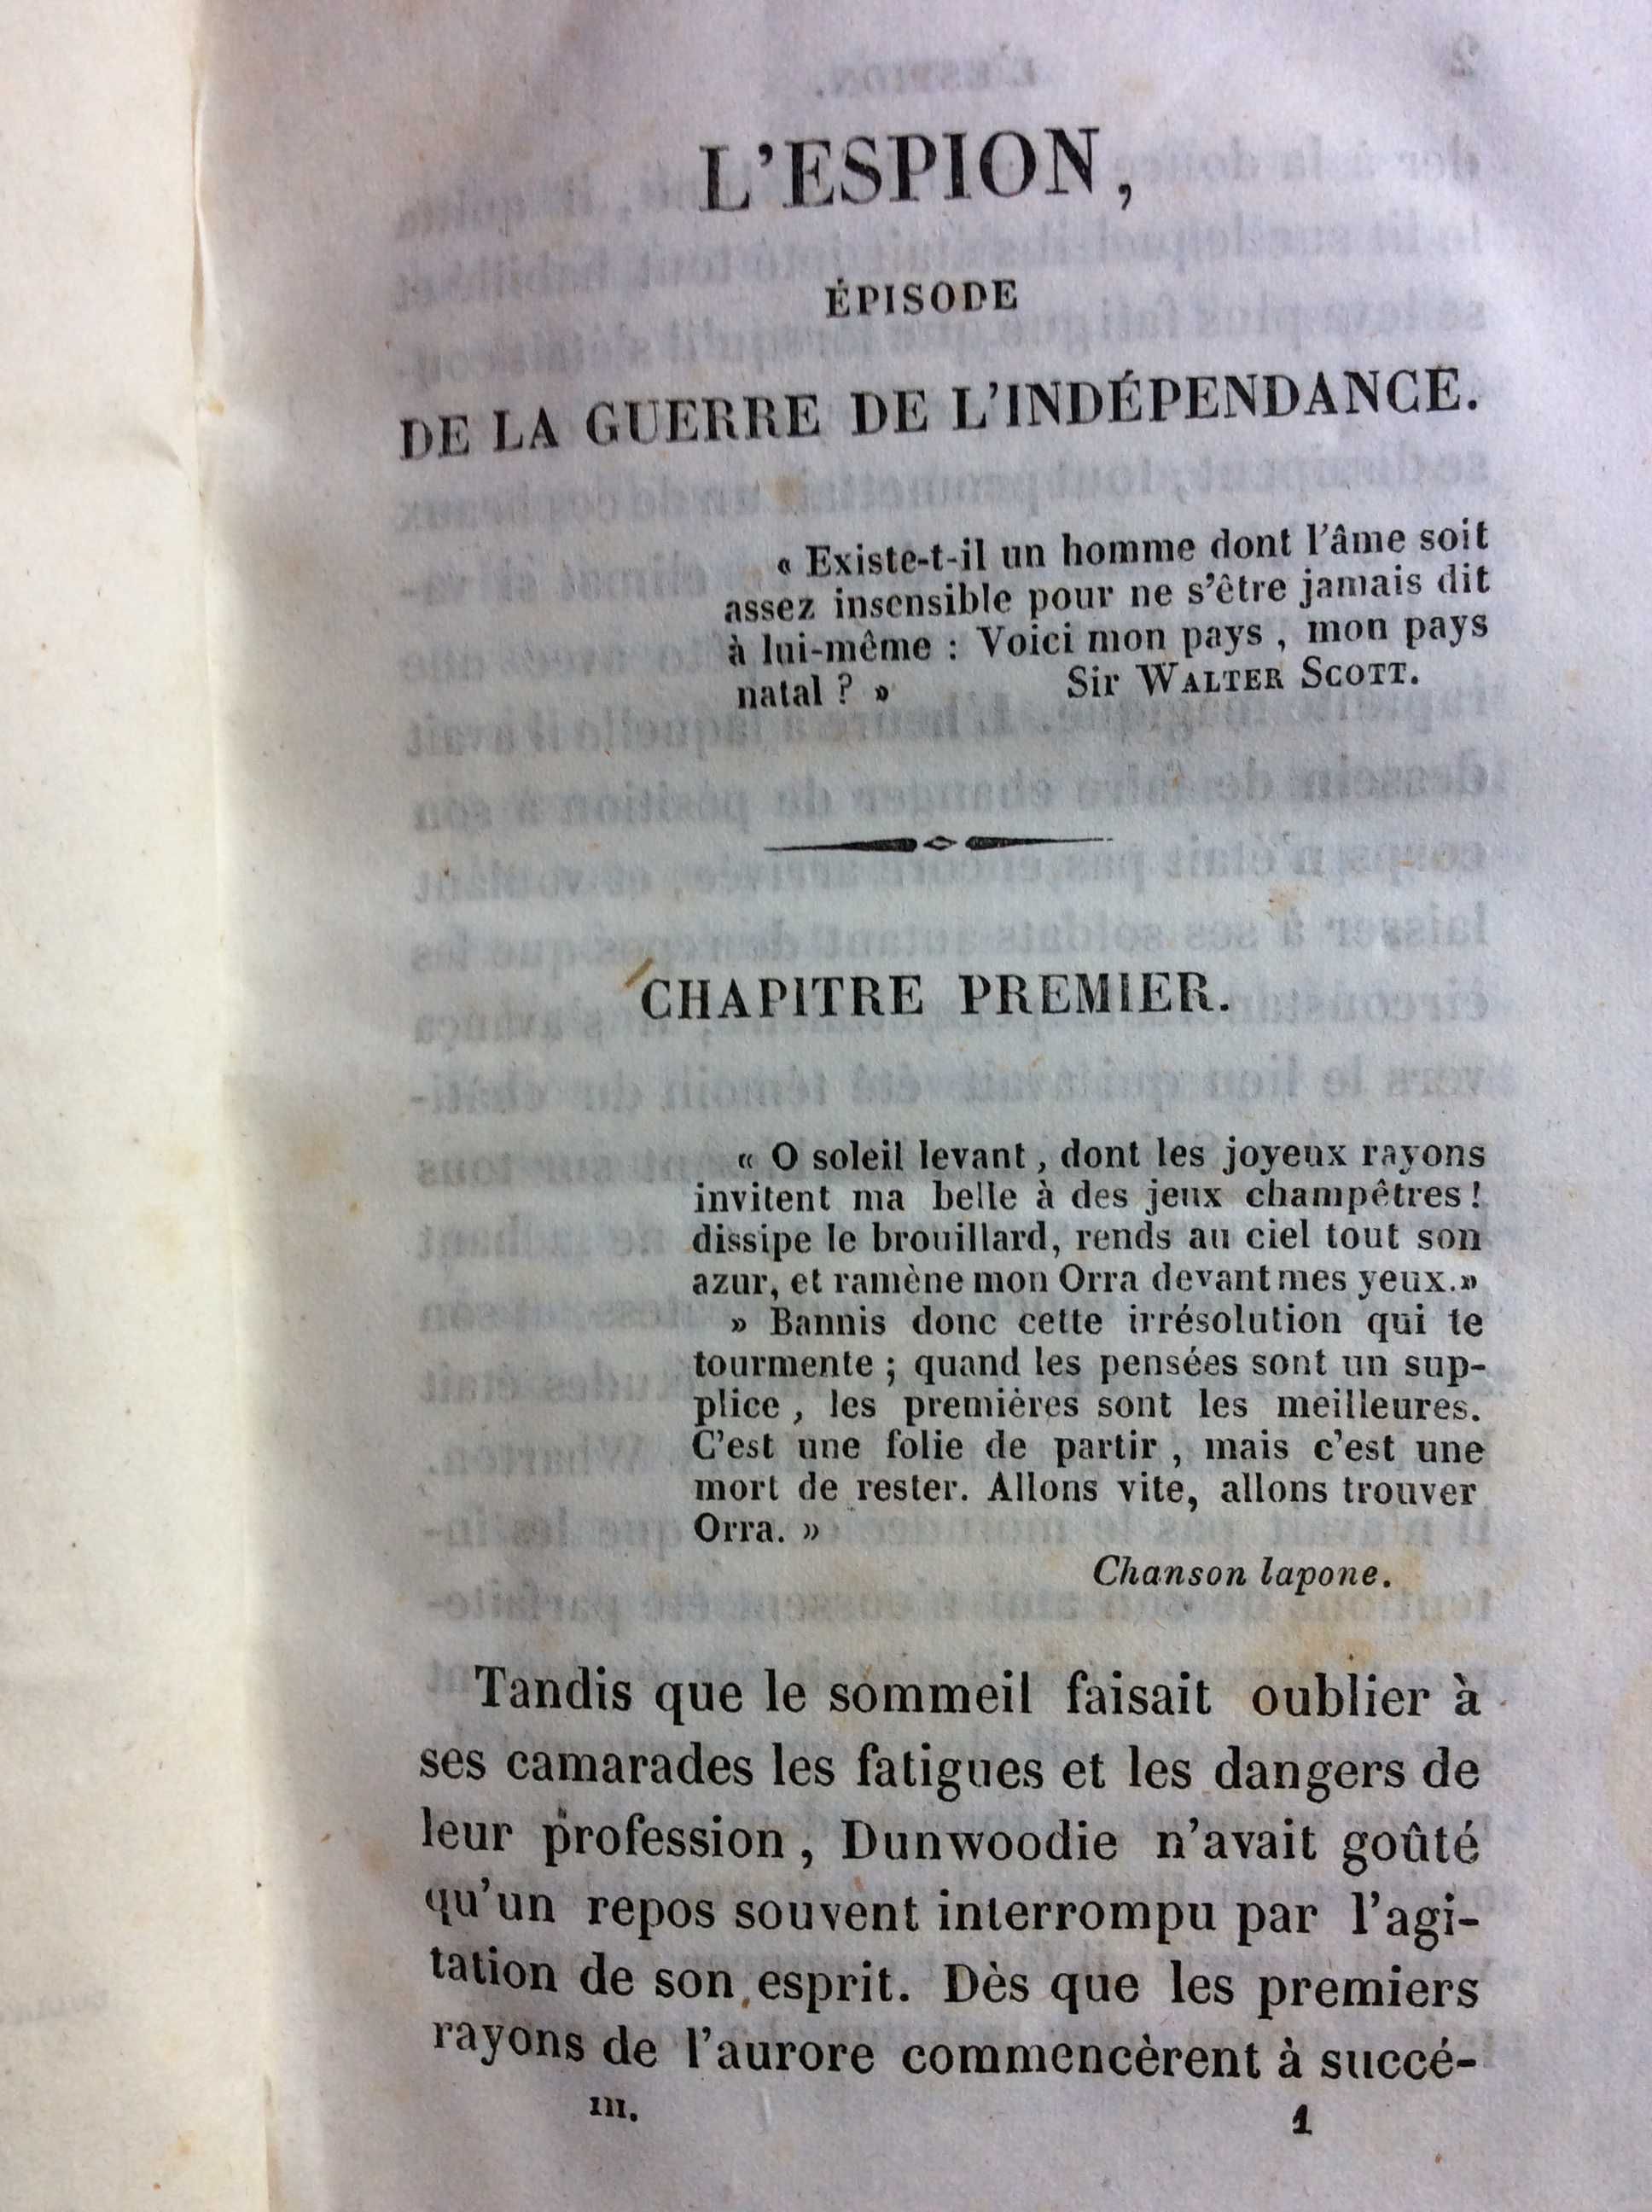 L'ESPION,
ÉPISODE
DE LA GUERRE DE L'INDÉPENDANCE.
« Existe-t-il un homme dont l'âme soit
assez insensible pour ne s'être jamais dit
à lui-même : Voici mon pays , mon pays
natal ? » Sir WALTER SCOTT.
CHAPITRE PREMIER.
« O soleil levant , dont les joyeux rayons
invitent ma belle à des jeux champêtres !
dissipe le brouillard, rends au ciel tout son
azur, et ramène mon Orra devant mes yeux.»
» Bannis donc cette irrésolution qui te
tourmente ; quand les pensées sont un sup-
plice , les premières sont les meilleures.
C'est une folie de partir , mais c'est une
mort de rester. Allons vite, allons trouver
Orra. »
Chanson lapone.
Tandis que le sommeil faisait oublier à
ses camarades les fatigues et les dangers de
leur profession , Dunwoodie n'avait goûté
qu'un repos souvent interrompu par l'agi-
tation de son esprit. Dès que les premiers
rayons de l'aurore commencèrent à succé-
III. 1